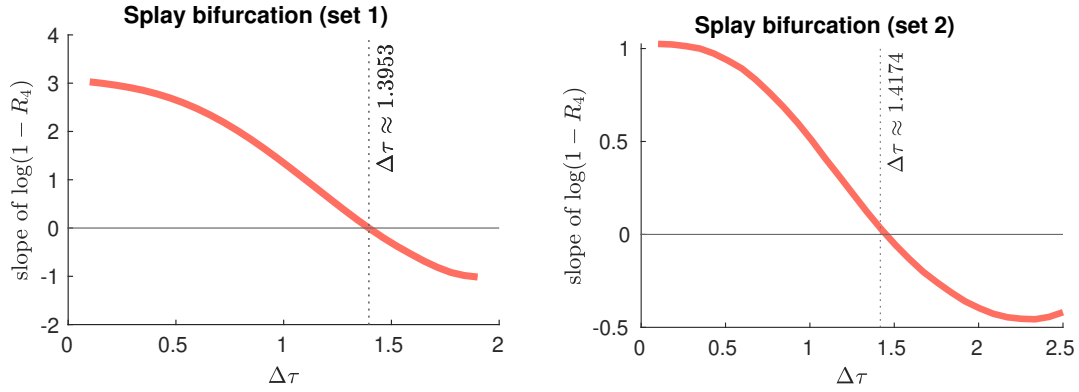 Splay bifurcation (set 1)
slope of log(1 − R₄)
4
3
2
1
0
-1
-2
Δτ ≈ 1.3953
0
0.5
1
1.5
2
Δτ
Splay bifurcation (set 2)
slope of log(1 − R₄)
1
0.5
0
-0.5
Δτ ≈ 1.4174
0
0.5
1
1.5
2
2.5
Δτ